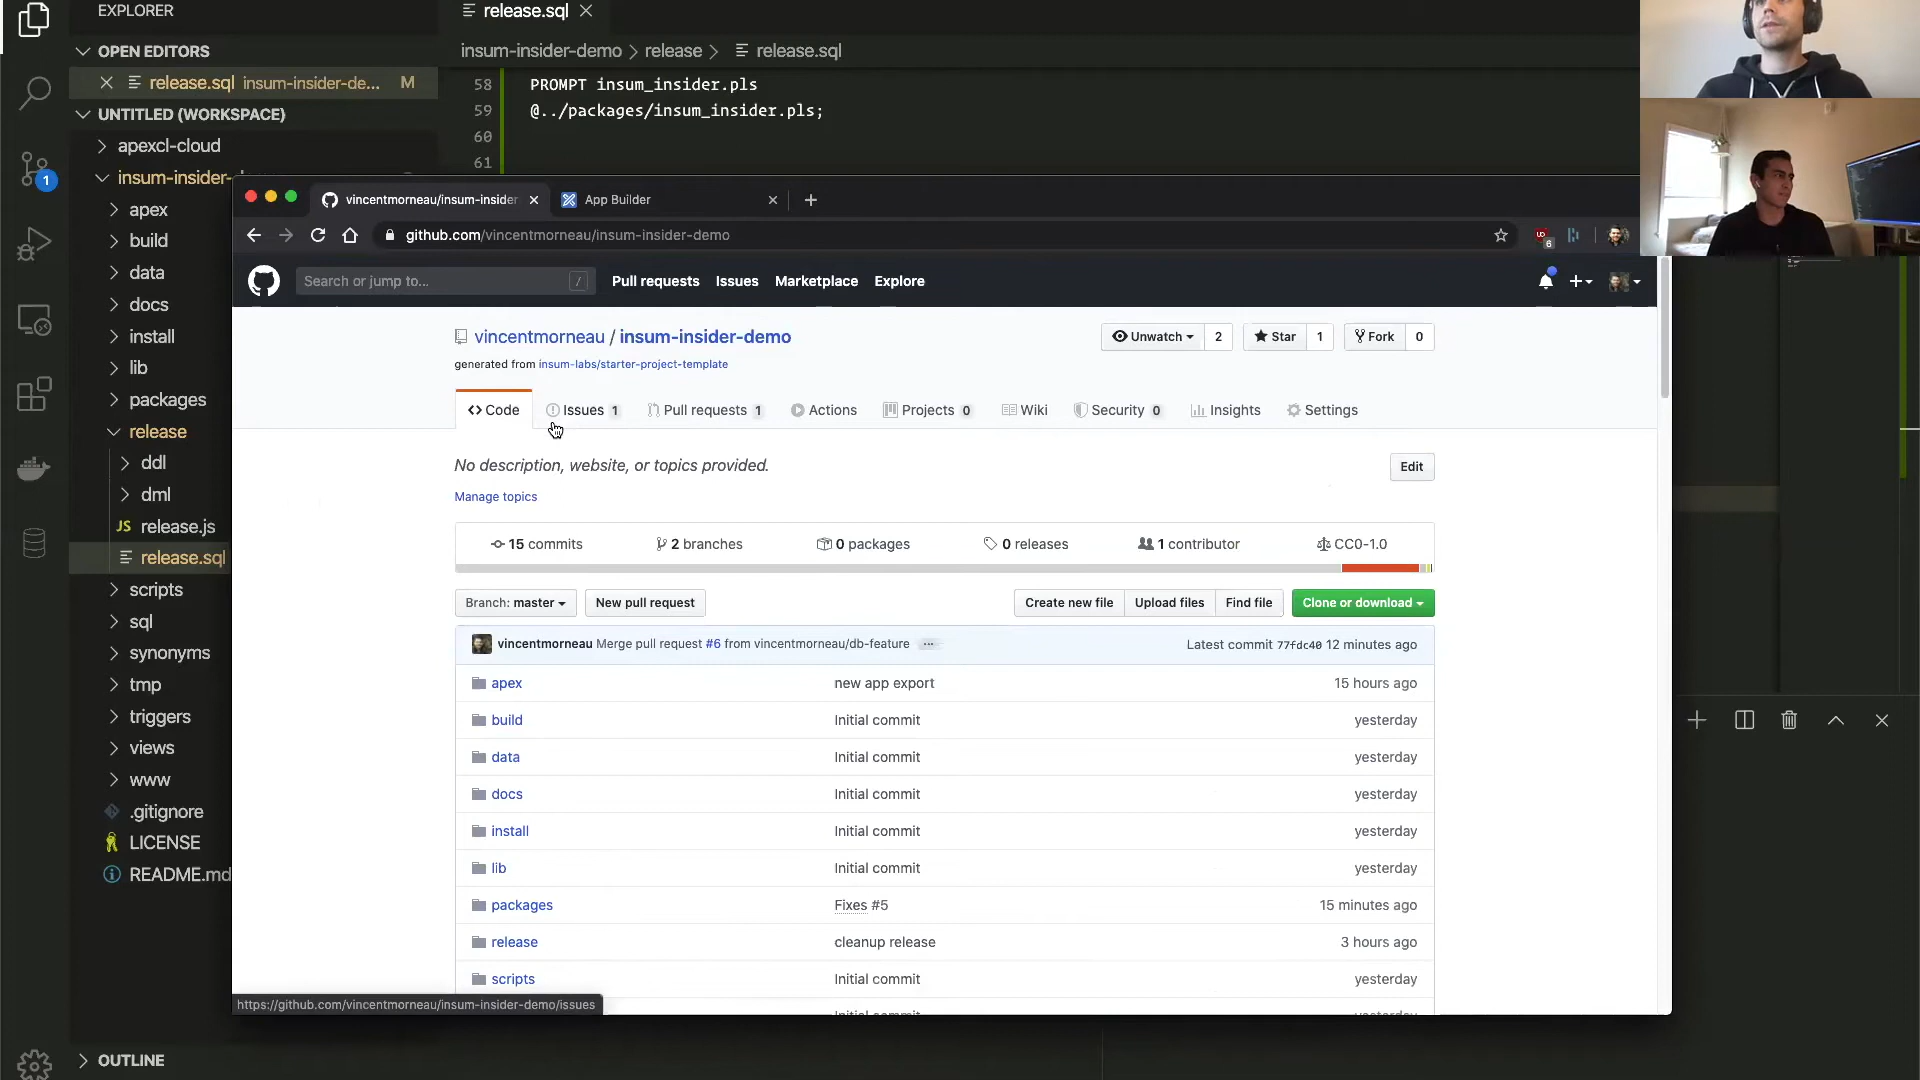 EXPLORER
release.sql
OPEN EDITORS
release.sql insum-insider-de... M
UNTITLED (WORKSPACE)
apexcl-cloud
insum-insider-
apex
build
data
docs
install
lib
packages
release
ddl
dml
JS release.js
release.sql
scripts
sql
synonyms
tmp
triggers
views
www
.gitignore
LICENSE
README.md
OUTLINE
1
insum-insider-demo > release > release.sql
58 PROMPT insum_insider.pls
59 @../packages/insum_insider.pls;
60
61
vincentmorneau/insum-insider
App Builder
github.com/vincentmorneau/insum-insider-demo
6
Search or jump to... /
Pull requests Issues Marketplace Explore
vincentmorneau / insum-insider-demo
Unwatch 2 Star 1 Fork 0
generated from insum-labs/starter-project-template
Code Issues 1 Pull requests 1 Actions Projects 0 Wiki Security 0 Insights Settings
No description, website, or topics provided.
Edit
Manage topics
15 commits 2 branches 0 packages 0 releases 1 contributor CC0-1.0
Branch: master New pull request Create new file Upload files Find file Clone or download
vincentmorneau Merge pull request #6 from vincentmorneau/db-feature ... Latest commit 77fdc40 12 minutes ago
apex new app export 15 hours ago
build Initial commit yesterday
data Initial commit yesterday
docs Initial commit yesterday
install Initial commit yesterday
lib Initial commit yesterday
packages Fixes #5 15 minutes ago
release cleanup release 3 hours ago
scripts Initial commit yesterday
Initial commit yesterday
https://github.com/vincentmorneau/insum-insider-demo/issues